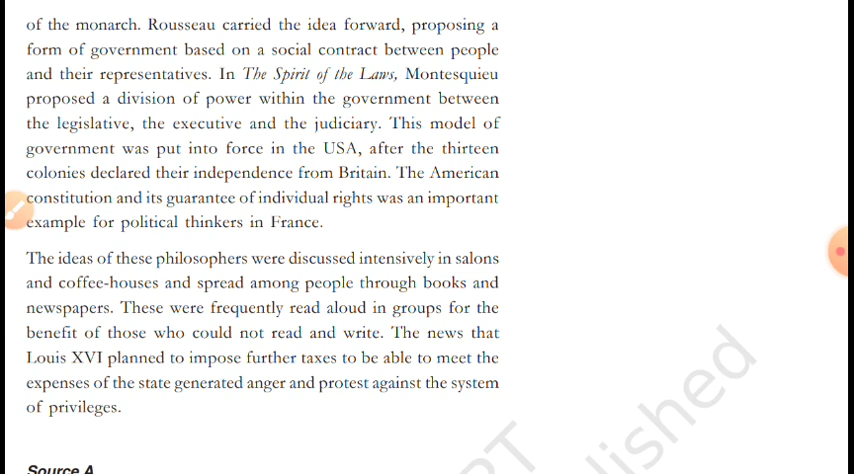 of the monarch. Rousseau carried the idea forward, proposing a
form of government based on a social contract between people
and their representatives. In The Spirit of the Laws, Montesquieu
proposed a division of power within the government between
the legislative, the executive and the judiciary. This model of
government was put into force in the USA, after the thirteen
colonies declared their independence from Britain. The American
constitution and its guarantee of individual rights was an important
example for political thinkers in France.
The ideas of these philosophers were discussed intensively in salons
and coffee-houses and spread among people through books and
newspapers. These were frequently read aloud in groups for the
benefit of those who could not read and write. The news that
Louis XVI planned to impose further taxes to be able to meet the
expenses of the state generated anger and protest against the system
of privileges.
Source A